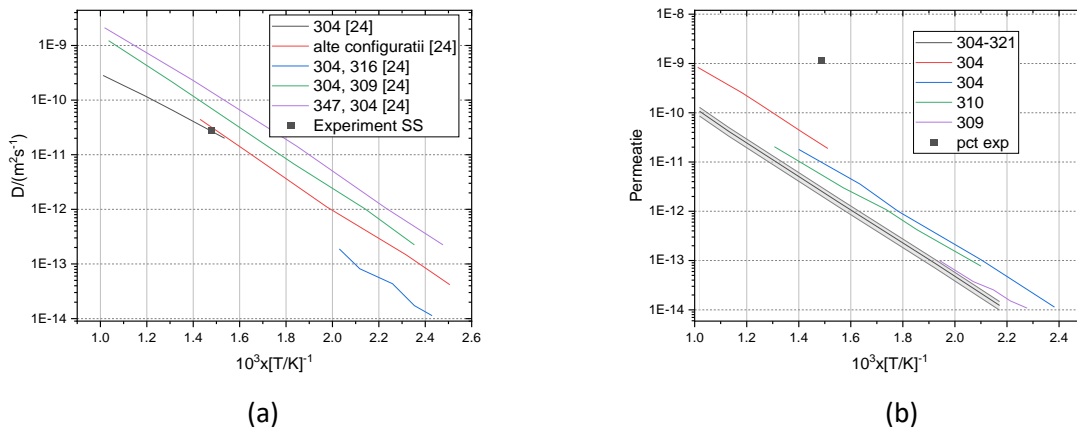 1E-9
1E-10
1E-11
1E-12
1E-13
1E-14
D/(m²s⁻¹)
304 [24]
alte configuratii [24]
304, 316 [24]
304, 309 [24]
347, 304 [24]
Experiment SS
1.0 1.2 1.4 1.6 1.8 2.0 2.2 2.4 2.6
10³x[T/K]⁻¹
(a)
1E-8
1E-9
1E-10
1E-11
1E-12
1E-13
1E-14
Permeatie
304-321
304
304
310
309
pct exp
1.0 1.2 1.4 1.6 1.8 2.0 2.2 2.4
10³x[T/K]⁻¹
(b)